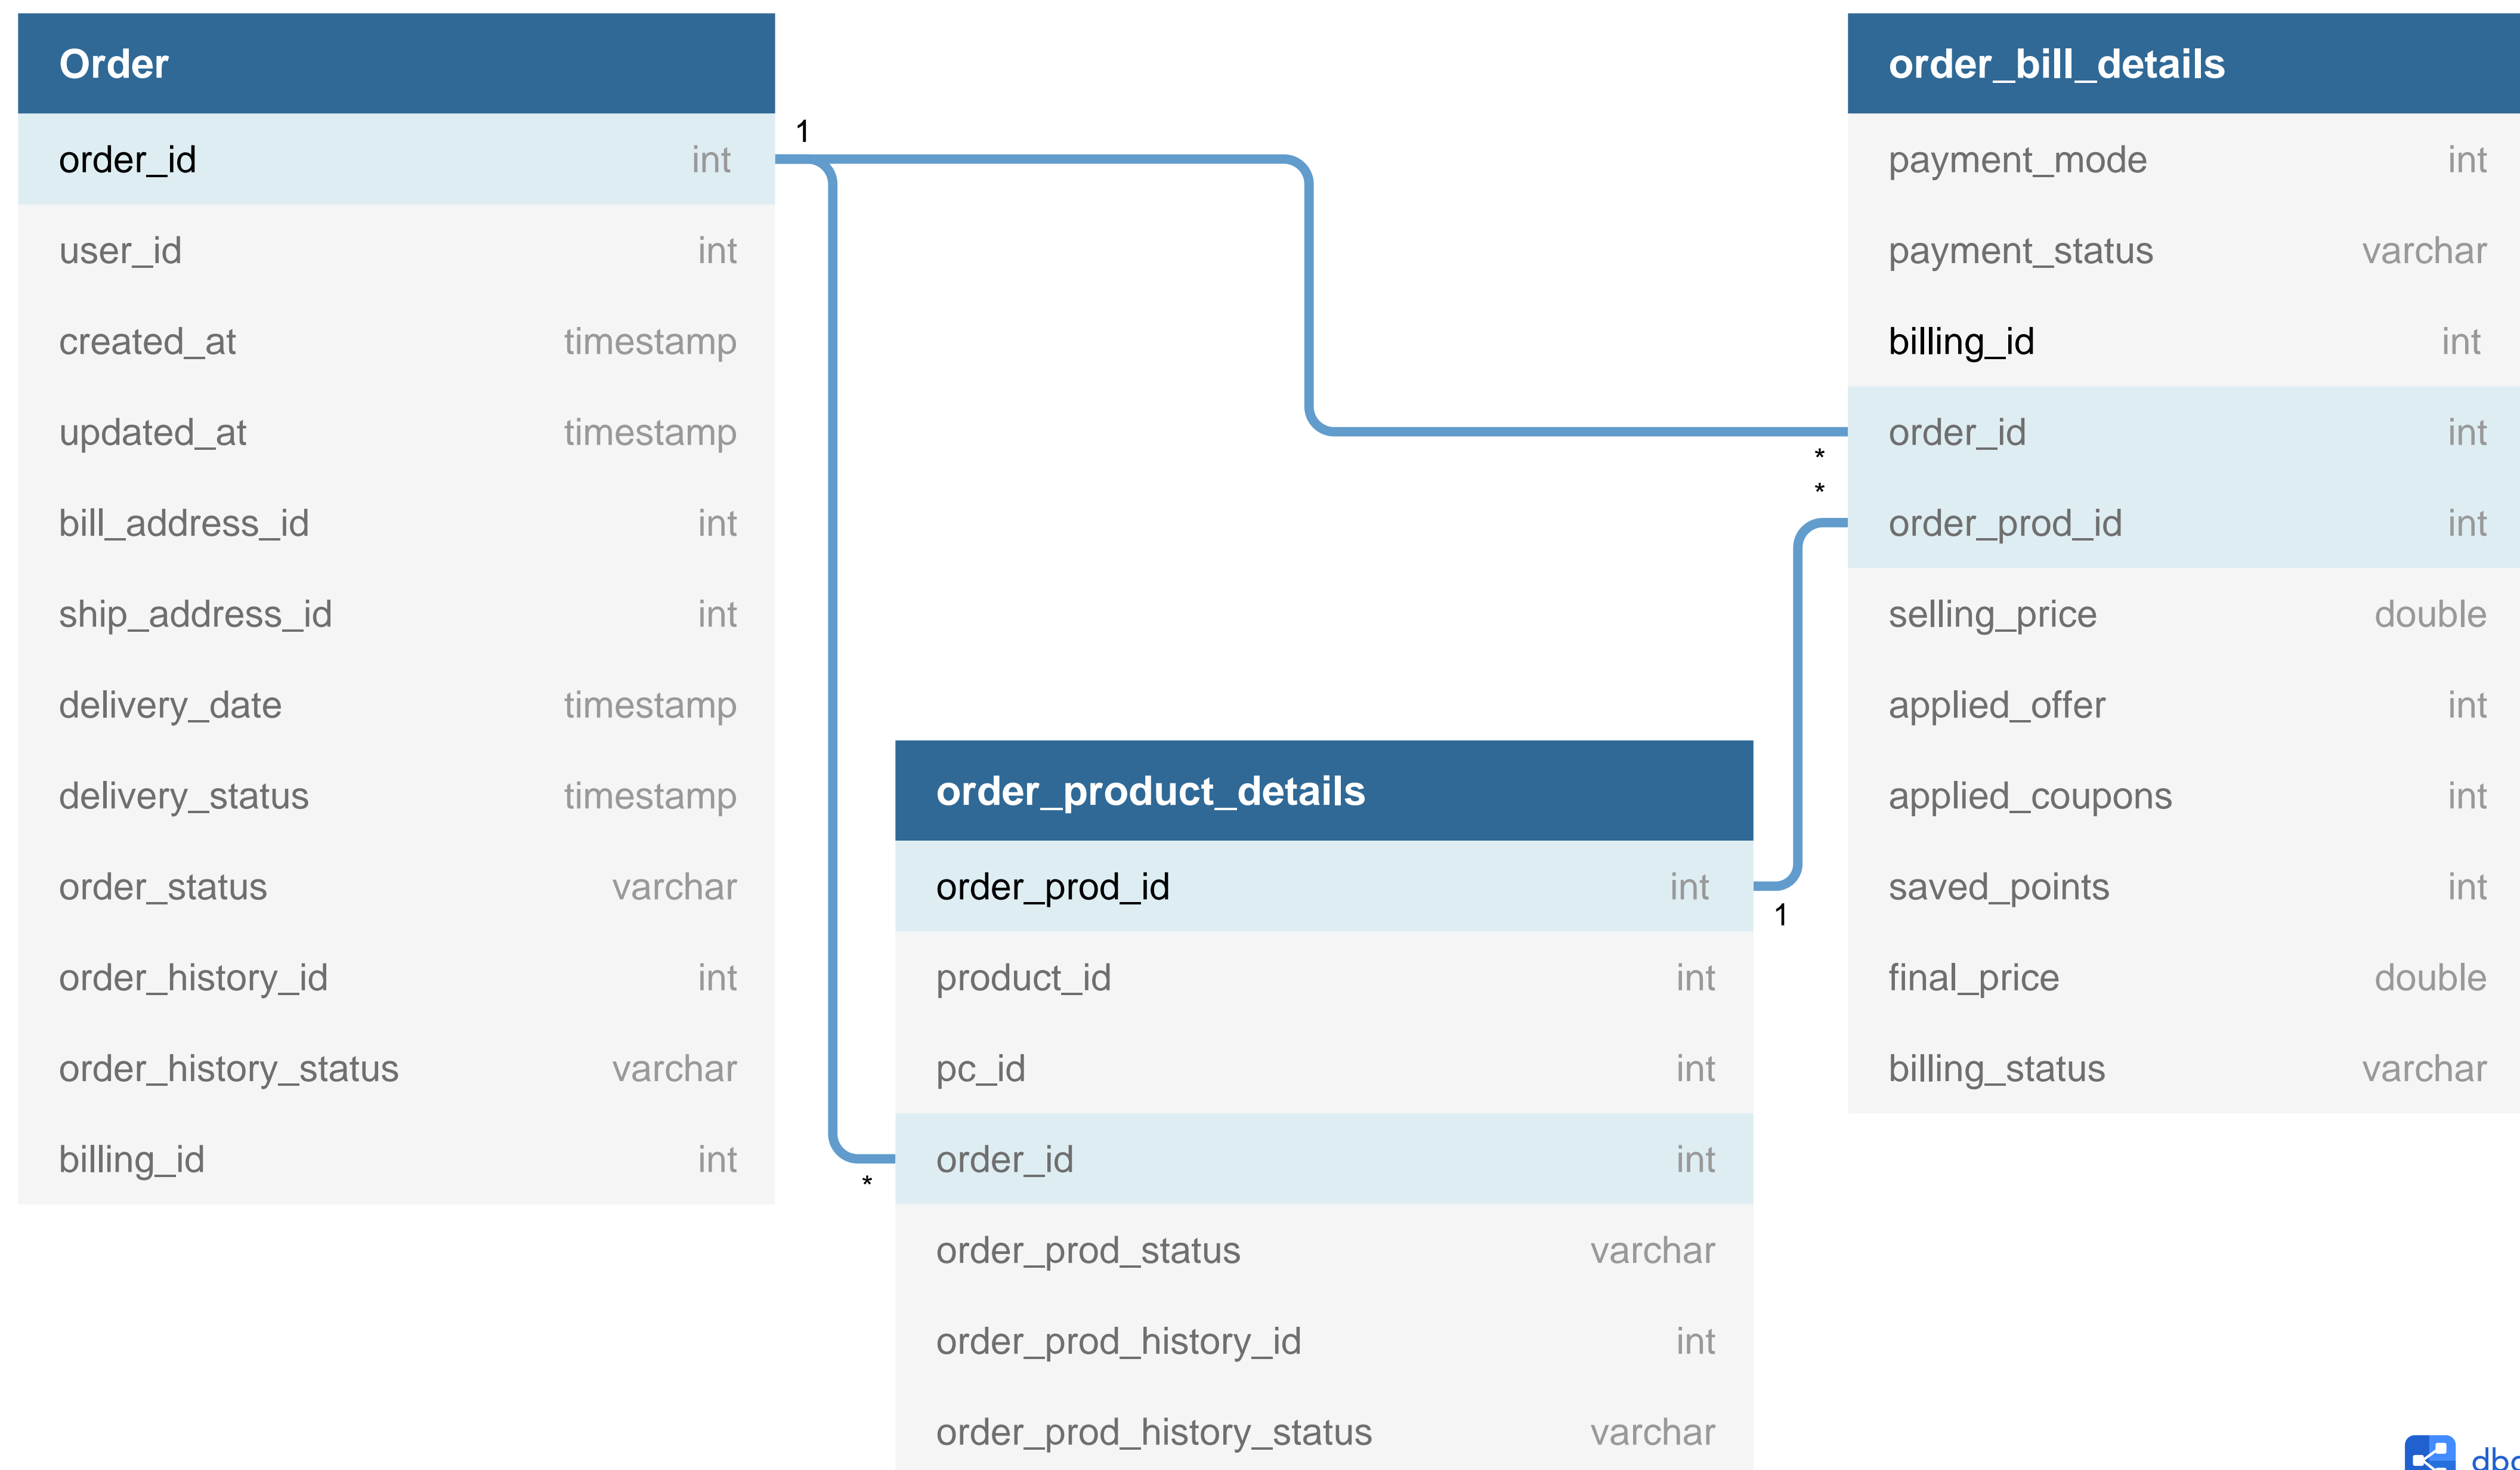 Order
order_id int
user_id int
created_at timestamp
updated_at timestamp
bill_address_id int
ship_address_id int
delivery_date timestamp
delivery_status timestamp
order_status varchar
order_history_id int
order_history_status varchar
billing_id int
1
*
order_product_details
order_prod_id int
product_id int
pc_id int
order_id int
order_prod_status varchar
order_prod_history_id int
order_prod_history_status varchar
1
*
*
order_bill_details
payment_mode int
payment_status varchar
billing_id int
order_id int
order_prod_id int
selling_price double
applied_offer int
applied_coupons int
saved_points int
final_price double
billing_status varchar